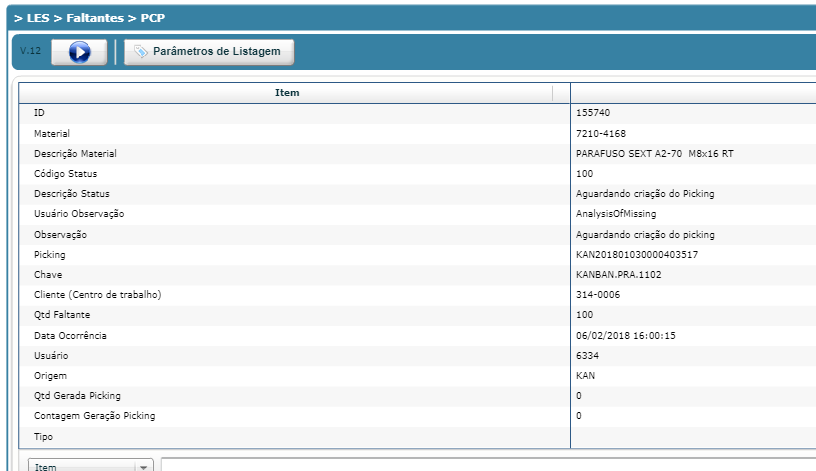 > LES > Faltantes > PCP
V.12 Parâmetros de Listagem
Item
ID 155740
Material 7210-4168
Descrição Material PARAFUSO SEXT A2-70 M8x16 RT
Código Status 100
Descrição Status Aguardando criação do Picking
Usuário Observação AnalysisOfMissing
Observação Aguardando criação do picking
Picking KAN201801030000403517
Chave KANBAN.PRA.1102
Cliente (Centro de trabalho) 314-0006
Qtd Faltante 100
Data Ocorrência 06/02/2018 16:00:15
Usuário 6334
Origem KAN
Qtd Gerada Picking 0
Contagem Geração Picking 0
Tipo
Item